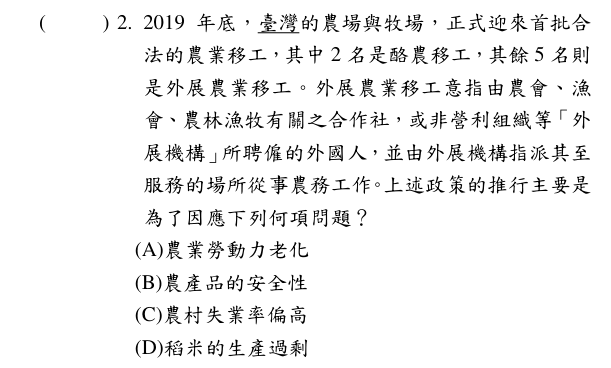 (　　) 2. 2019 年底，臺灣的農場與牧場，正式迎來首批合
法的農業移工，其中 2 名是酪農移工，其餘 5 名則
是外展農業移工。外展農業移工意指由農會、漁
會、農林漁牧有關之合作社，或非營利組織等「外
展機構」所聘僱的外國人，並由外展機構指派其至
服務的場所從事農務工作。上述政策的推行主要是
為了因應下列何項問題？
(A)農業勞動力老化
(B)農產品的安全性
(C)農村失業率偏高
(D)稻米的生產過剩